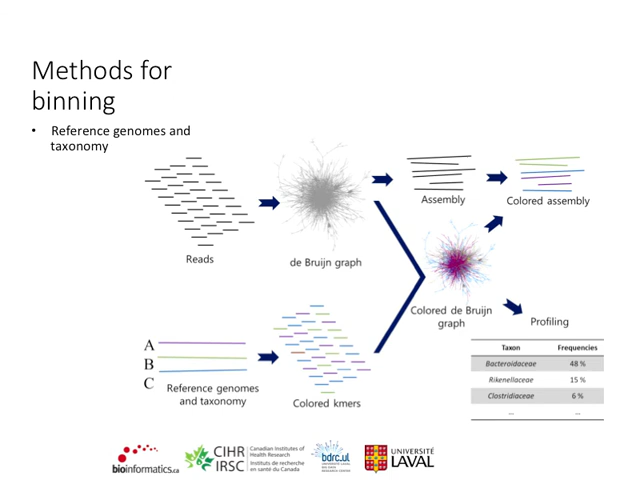 Methods for
binning
• Reference genomes and
taxonomy
Reads
de Bruijn graph
Assembly
Colored assembly
A
B
C
Reference genomes
and taxonomy
Colored kmers
Colored de Bruijn
graph
Profiling
Taxon Frequencies
Bacteroidaceae 48 %
Rikenellaceae 15 %
Clostridiaceae 6 %
... ...
bioinformatics.ca
CIHR
IRSC
Canadian Institutes of
Health Research
Instituts de recherche
en santé du Canada
bdrc.ul
UNIVERSITÉ
LAVAL